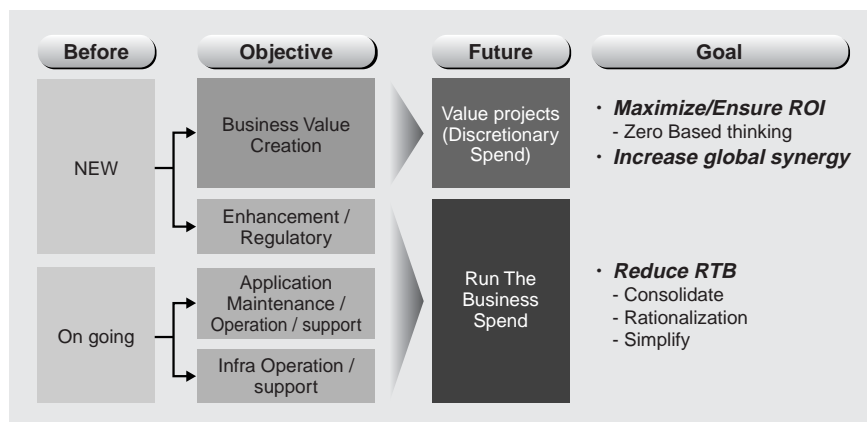 Before
Objective
Future
Goal
NEW
Business Value
Creation
Enhancement /
Regulatory
Value projects
(Discretionary
Spend)
・ Maximize/Ensure ROI
- Zero Based thinking
・ Increase global synergy
On going
Application
Maintenance /
Operation / support
Infra Operation /
support
Run The
Business
Spend
・ Reduce RTB
- Consolidate
- Rationalization
- Simplify